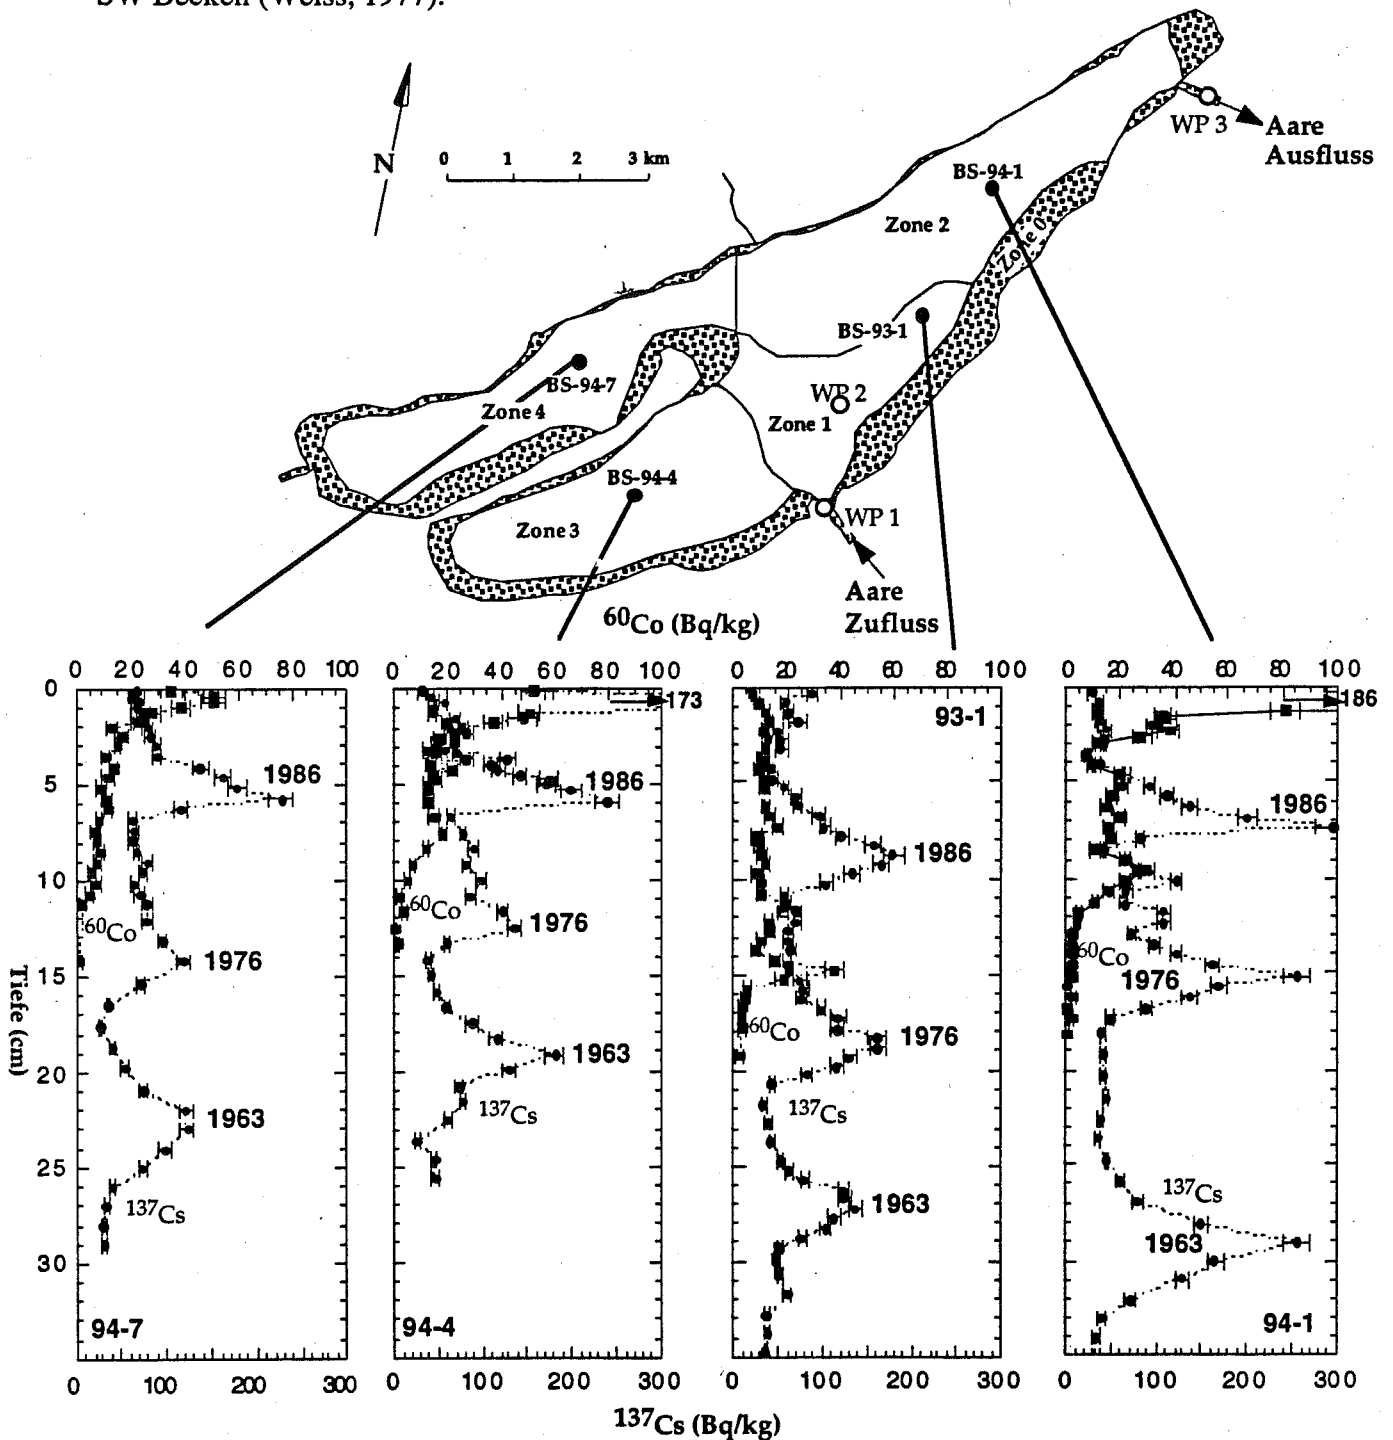 SW Becken (Weiss, 1977).
N
0 1 2 3 km
WP 3
Aare
Ausfluss
BS-94-1
Zone 2
Zone 0
BS-93-1
BS-94-7
WP 2
Zone 4
Zone 1
BS-94-4
WP 1
Zone 3
Aare
Zufluss
60Co (Bq/kg)
0 20 40 60 80 100
0 20 40 60 80 100
0 20 40 60 80 100
0 20 40 60 80 100
0
5
10
15
20
25
30
Tiefe (cm)
1986
60Co
1976
1963
137Cs
94-7
173
1986
60Co
1976
1963
137Cs
94-4
93-1
1986
60Co
1976
137Cs
1963
186
1986
60Co
1976
137Cs
1963
94-1
0 100 200 300
0 100 200 300
0 100 200 300
0 100 200 300
137Cs (Bq/kg)